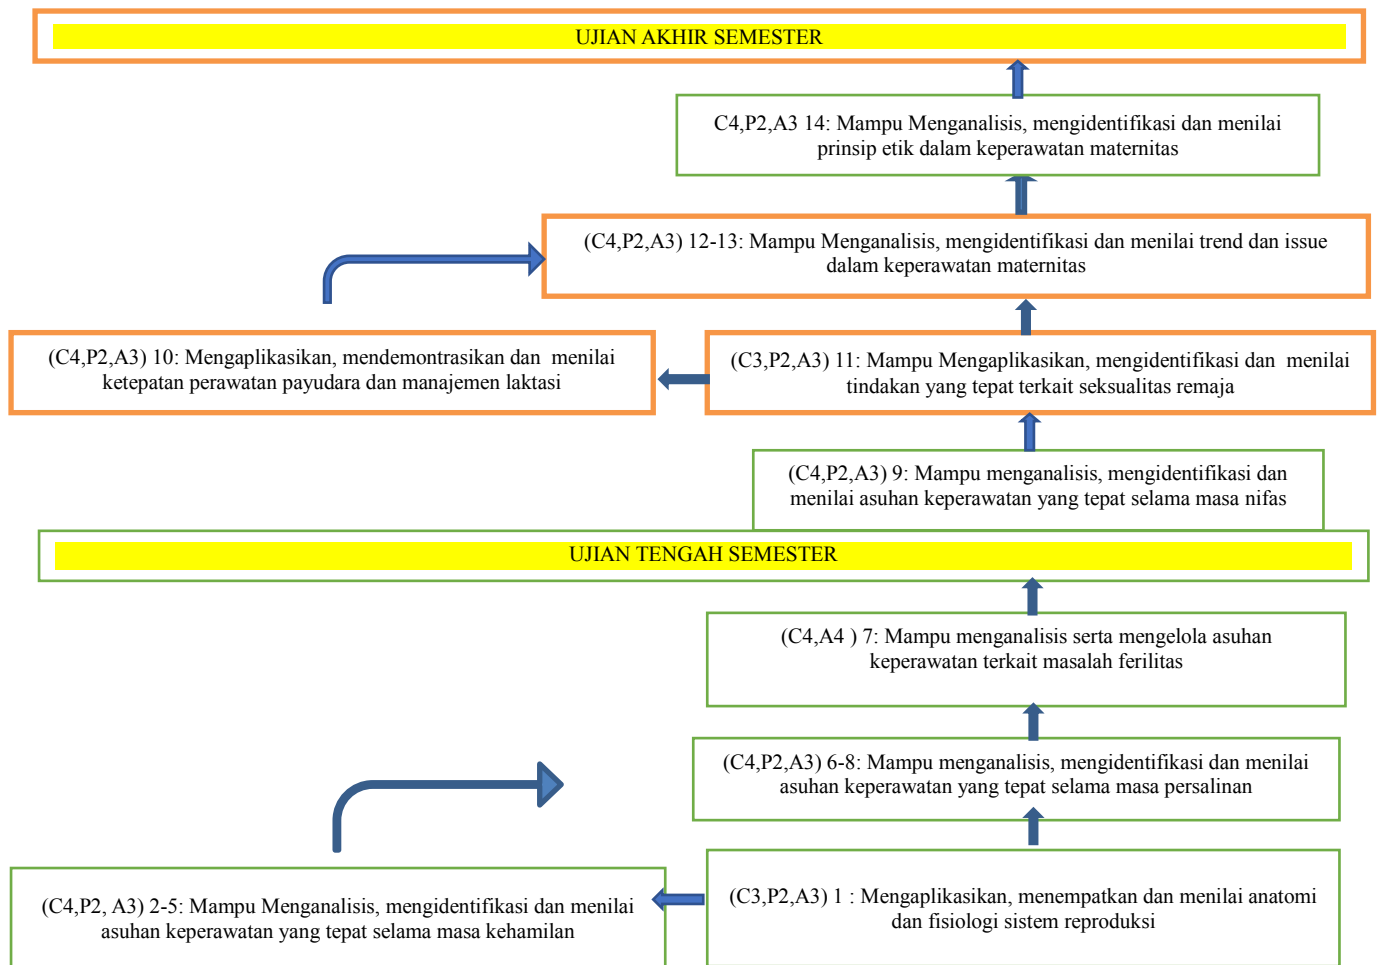 UJIAN AKHIR SEMESTER
C4,P2,A3 14: Mampu Menganalisis, mengidentifikasi dan menilai
prinsip etik dalam keperawatan maternitas
(C4,P2,A3) 12-13: Mampu Menganalisis, mengidentifikasi dan menilai trend dan issue
dalam keperawatan maternitas
(C4,P2,A3) 10: Mengaplikasikan, mendemontrasikan dan menilai
ketepatan perawatan payudara dan manajemen laktasi
(C3,P2,A3) 11: Mampu Mengaplikasikan, mengidentifikasi dan menilai
tindakan yang tepat terkait seksualitas remaja
(C4,P2,A3) 9: Mampu menganalisis, mengidentifikasi dan
menilai asuhan keperawatan yang tepat selama masa nifas
UJIAN TENGAH SEMESTER
(C4,A4 ) 7: Mampu menganalisis serta mengelola asuhan
keperawatan terkait masalah ferilitas
(C4,P2,A3) 6-8: Mampu menganalisis, mengidentifikasi dan menilai
asuhan keperawatan yang tepat selama masa persalinan
(C4,P2, A3) 2-5: Mampu Menganalisis, mengidentifikasi dan menilai
asuhan keperawatan yang tepat selama masa kehamilan
(C3,P2,A3) 1 : Mengaplikasikan, menempatkan dan menilai anatomi
dan fisiologi sistem reproduksi